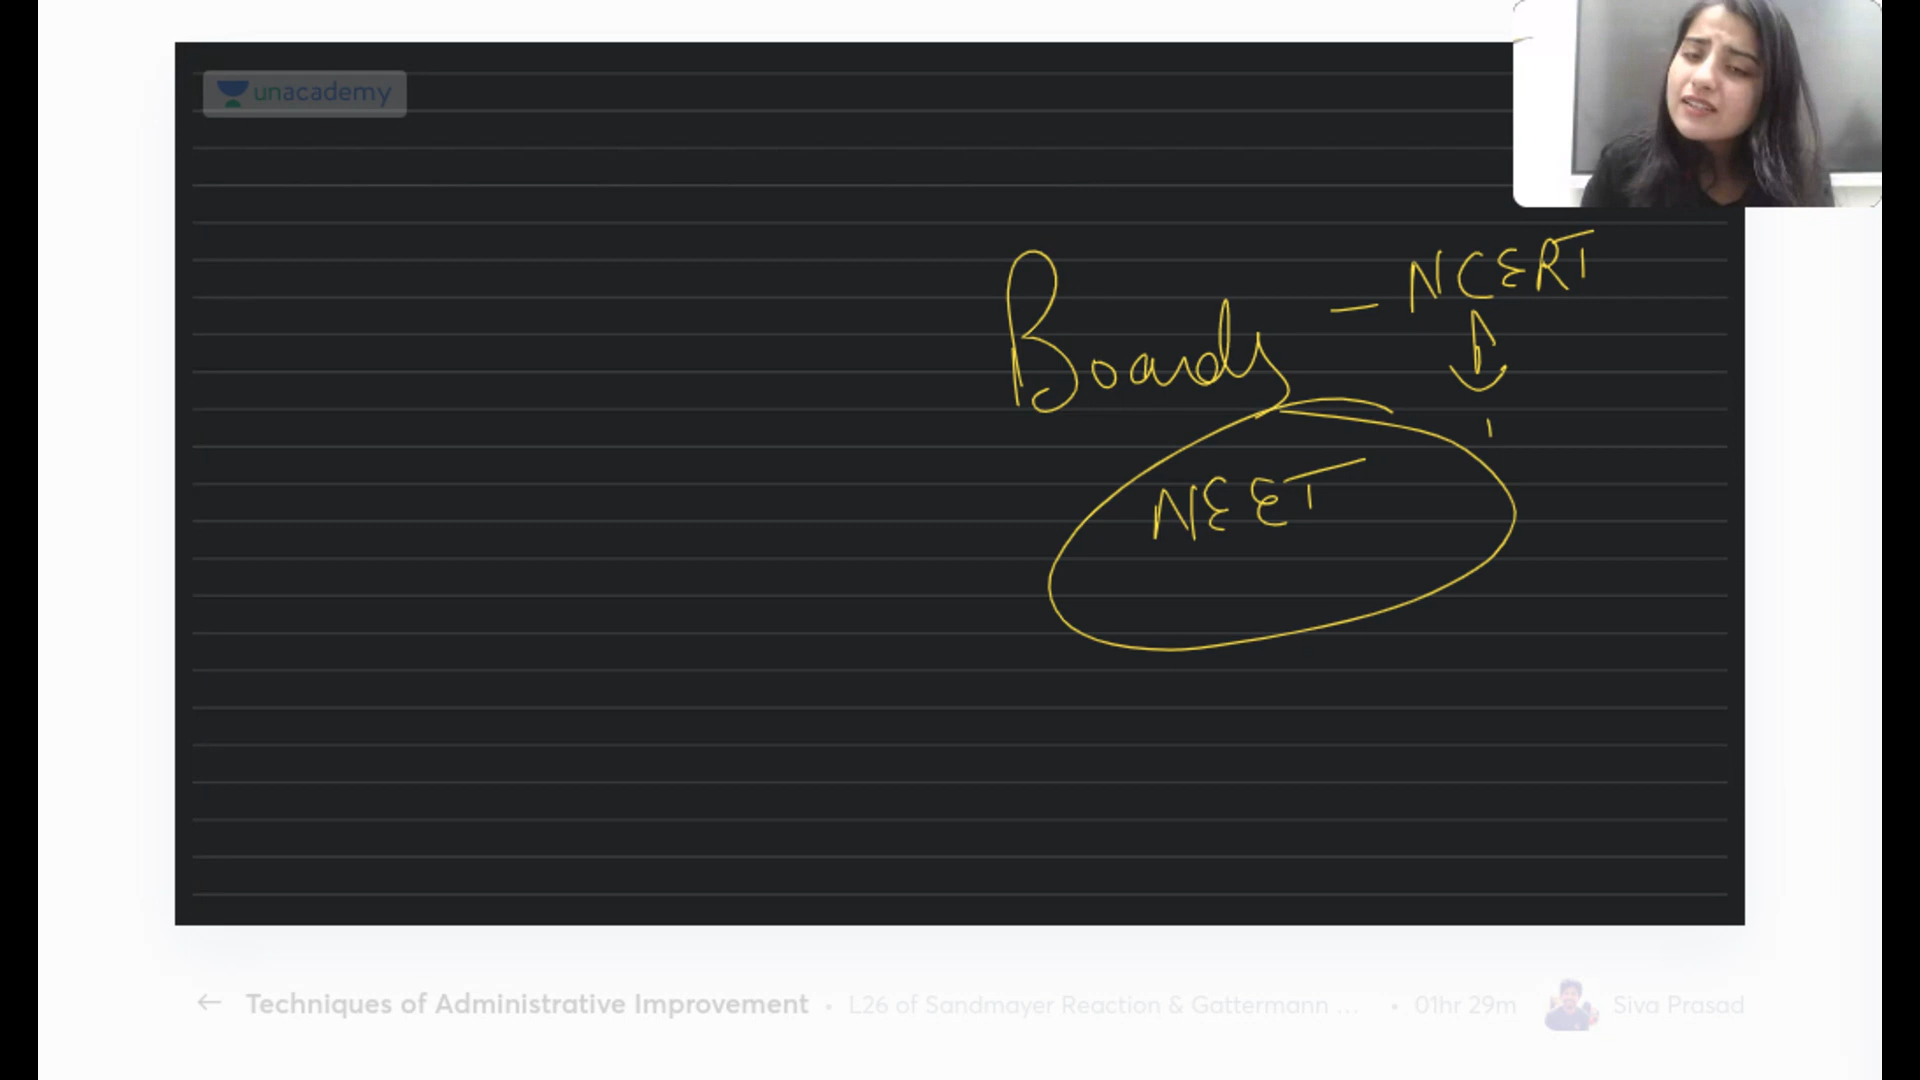 unacademy
Boards - NCERT
NEET
← Techniques of Administrative Improvement • L26 of Sandmayer Reaction & Gattermann ... • 01hr 29m Siva Prasad